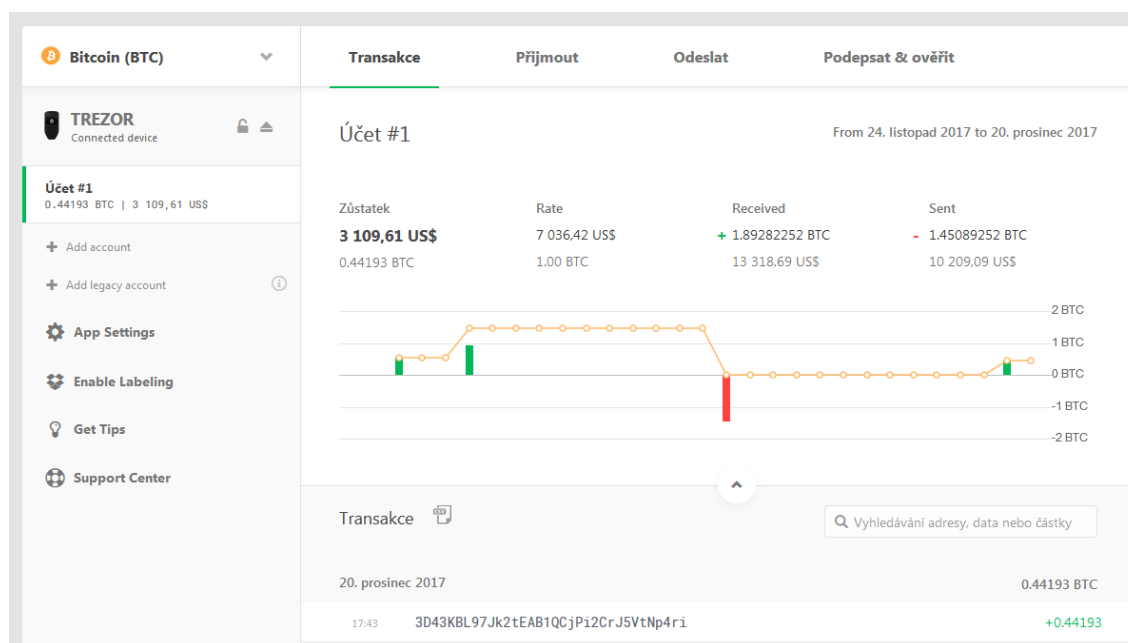 Bitcoin (BTC)
Transakce
Přijmout
Odeslat
Podepsat & ověřit
TREZOR
Connected device
Účet #1
0.44193 BTC | 3 109,61 US$
Add account
Add legacy account
App Settings
Enable Labeling
Get Tips
Support Center
Účet #1
From 24. listopad 2017 to 20. prosinec 2017
Zůstatek
3 109,61 US$
0.44193 BTC
Rate
7 036,42 US$
1.00 BTC
Received
+ 1.89282252 BTC
13 318,69 US$
Sent
- 1.45089252 BTC
10 209,09 US$
2 BTC
1 BTC
0 BTC
-1 BTC
-2 BTC
Transakce
CSV
Vyhledávání adresy, data nebo částky
20. prosinec 2017
0.44193 BTC
17:43
3D43KBL97Jk2tEAB1QCjPi2CrJ5VtNp4ri
+0.44193